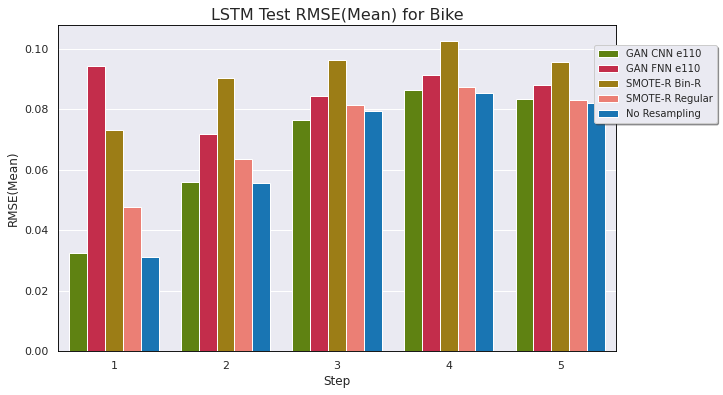 LSTM Test RMSE(Mean) for Bike
0.10
0.08
0.06
0.04
0.02
0.00
RMSE(Mean)
1 2 3 4 5
Step
GAN CNN e110
GAN FNN e110
SMOTE-R Bin-R
SMOTE-R Regular
No Resampling